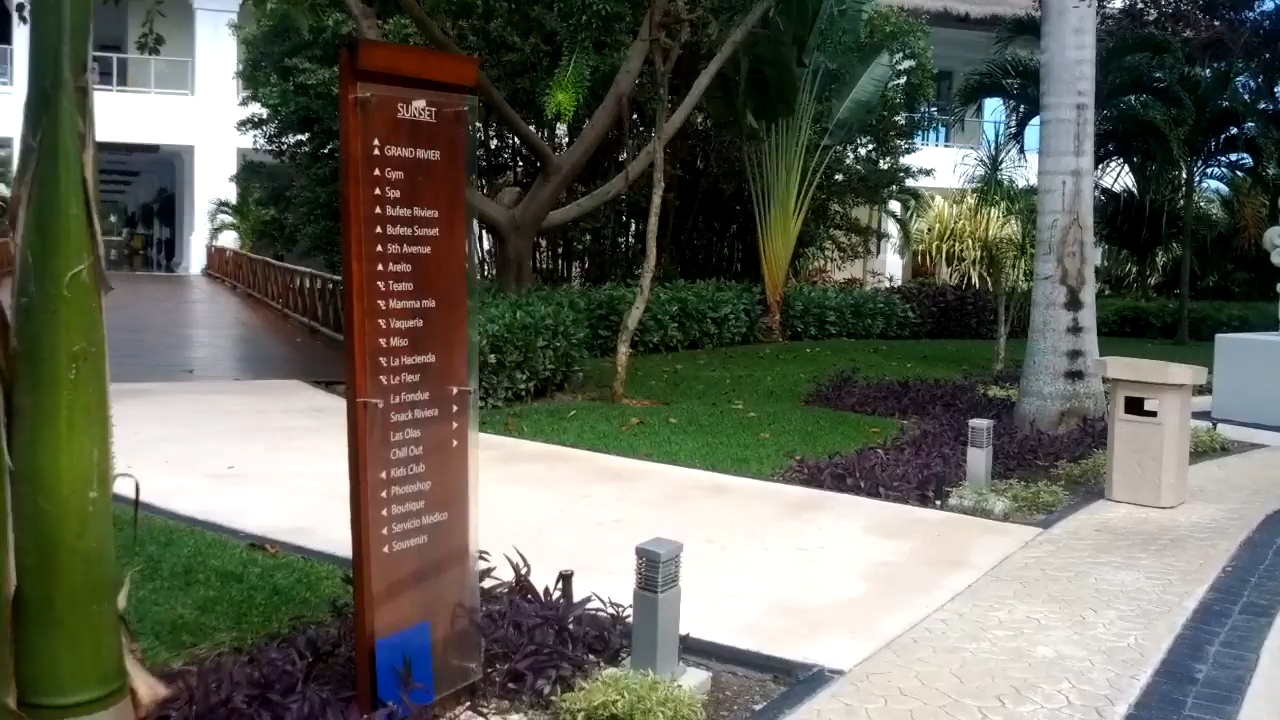 SUNSET
GRAND RIVIER
Gym
Spa
Bufete Riviera
Bufete Sunset
5th Avenue
Areito
Teatro
Mamma mia
Vaqueria
Miso
La Hacienda
Le Fleur
La Fondue
Snack Riviera
Las Olas
Chill Out
Kids Club
Photoshop
Boutique
Servicio Médico
Souvenirs